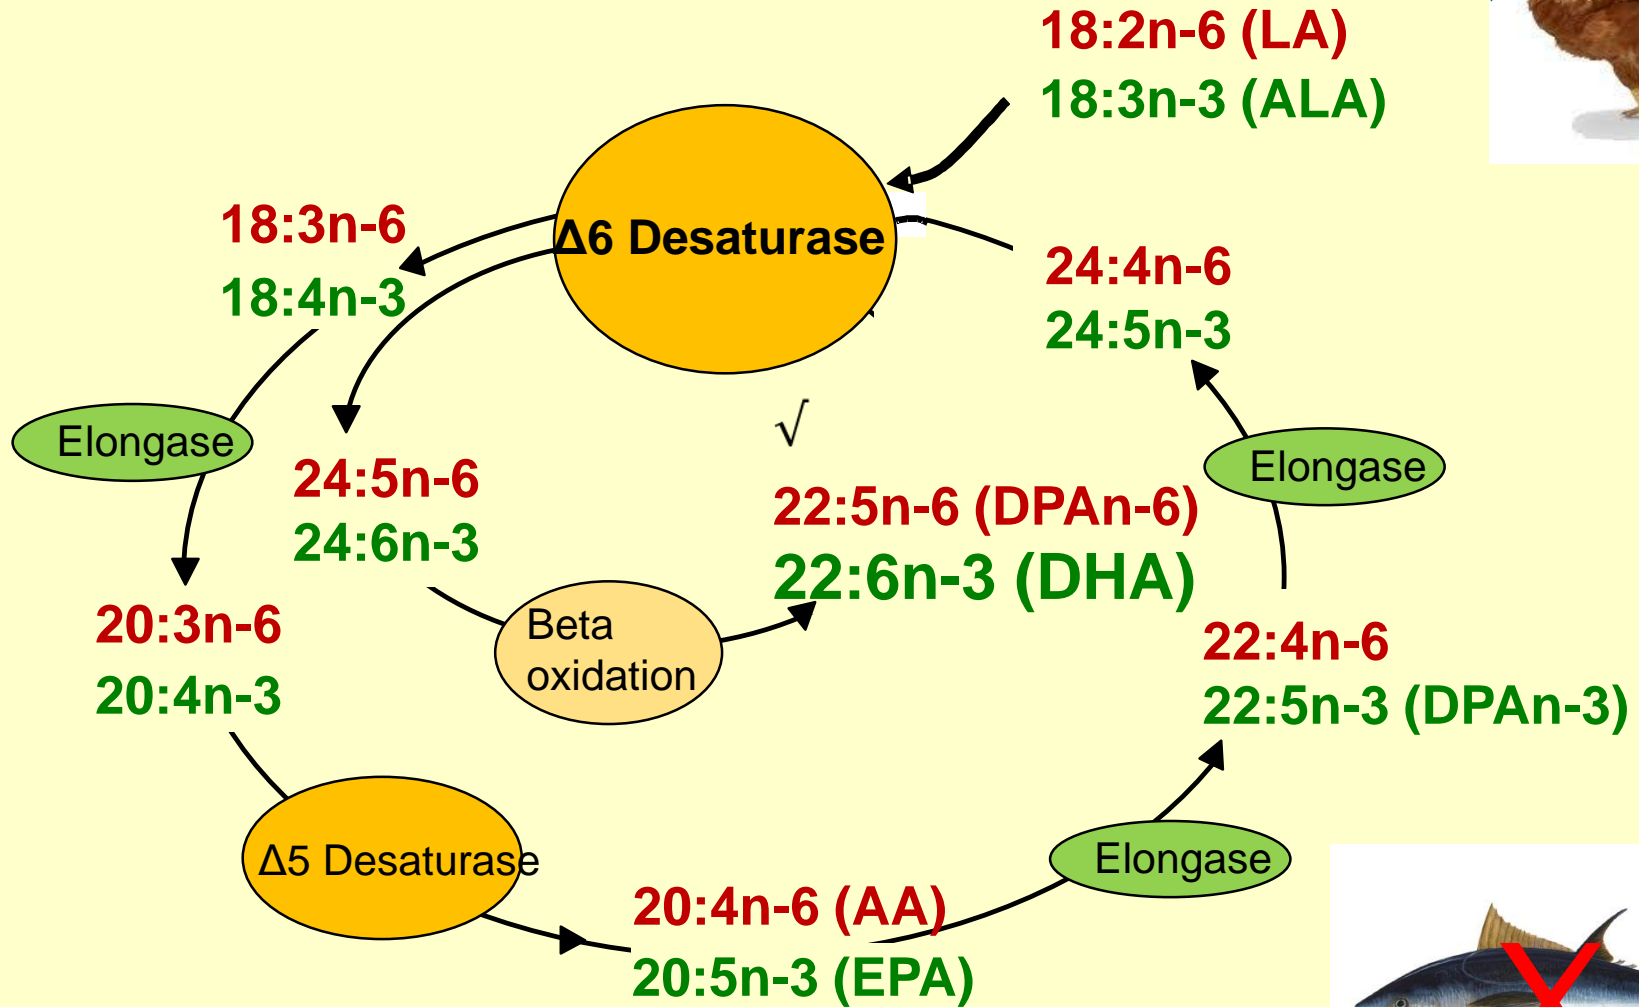 18:2n-6 (LA)
18:3n-3 (ALA)
Δ6 Desaturase
18:3n-6
18:4n-3
24:4n-6
24:5n-3
√
Elongase
Elongase
24:5n-6
24:6n-3
22:5n-6 (DPAn-6)
22:6n-3 (DHA)
20:3n-6
20:4n-3
Beta
oxidation
22:4n-6
22:5n-3 (DPAn-3)
Δ5 Desaturase
Elongase
20:4n-6 (AA)
20:5n-3 (EPA)
X